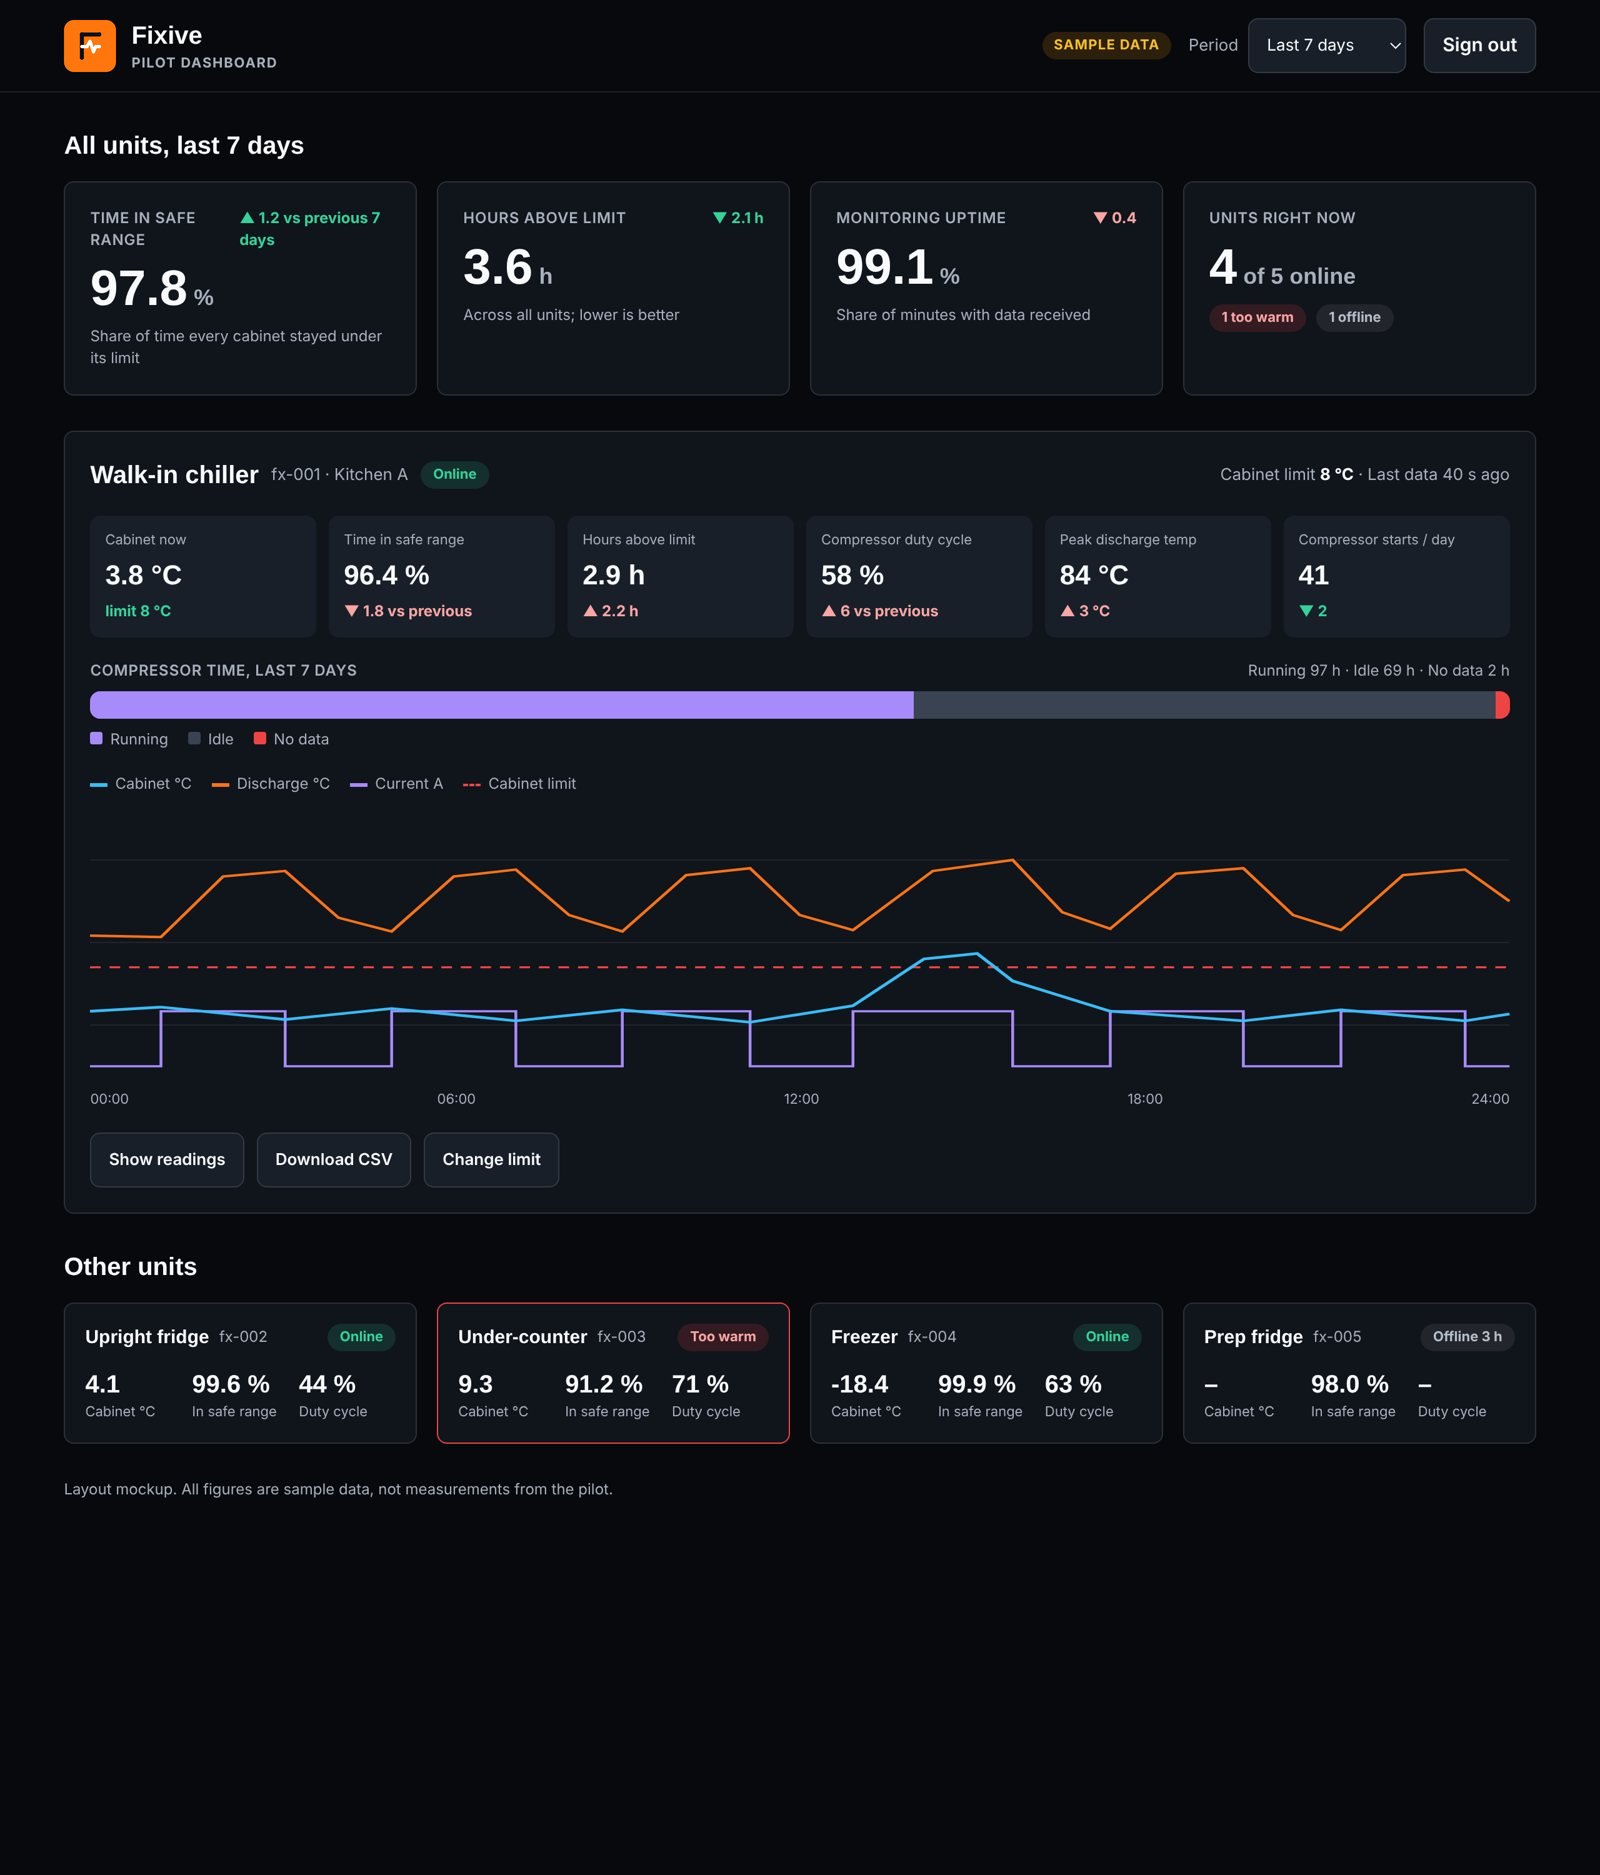 Fixive
PILOT DASHBOARD
SAMPLE DATA
Period
Last 7 days
Sign out
All units, last 7 days
TIME IN SAFE
RANGE
▲ 1.2 vs previous 7
days
97.8 %
Share of time every cabinet stayed under
its limit
HOURS ABOVE LIMIT
▼ 2.1 h
3.6 h
Across all units; lower is better
MONITORING UPTIME
▼ 0.4
99.1 %
Share of minutes with data received
UNITS RIGHT NOW
4 of 5 online
1 too warm
1 offline
Walk-in chiller fx-001 · Kitchen A Online
Cabinet limit 8 °C · Last data 40 s ago
Cabinet now
3.8 °C
limit 8 °C
Time in safe range
96.4 %
▼ 1.8 vs previous
Hours above limit
2.9 h
▲ 2.2 h
Compressor duty cycle
58 %
▲ 6 vs previous
Peak discharge temp
84 °C
▲ 3 °C
Compressor starts / day
41
▼ 2
COMPRESSOR TIME, LAST 7 DAYS
Running 97 h · Idle 69 h · No data 2 h
Running Idle No data
Cabinet °C Discharge °C Current A Cabinet limit
00:00 06:00 12:00 18:00 24:00
Show readings
Download CSV
Change limit
Other units
Upright fridge fx-002 Online
4.1 99.6 % 44 %
Cabinet °C In safe range Duty cycle
Under-counter fx-003 Too warm
9.3 91.2 % 71 %
Cabinet °C In safe range Duty cycle
Freezer fx-004 Online
-18.4 99.9 % 63 %
Cabinet °C In safe range Duty cycle
Prep fridge fx-005 Offline 3 h
– 98.0 % –
Cabinet °C In safe range Duty cycle
Layout mockup. All figures are sample data, not measurements from the pilot.